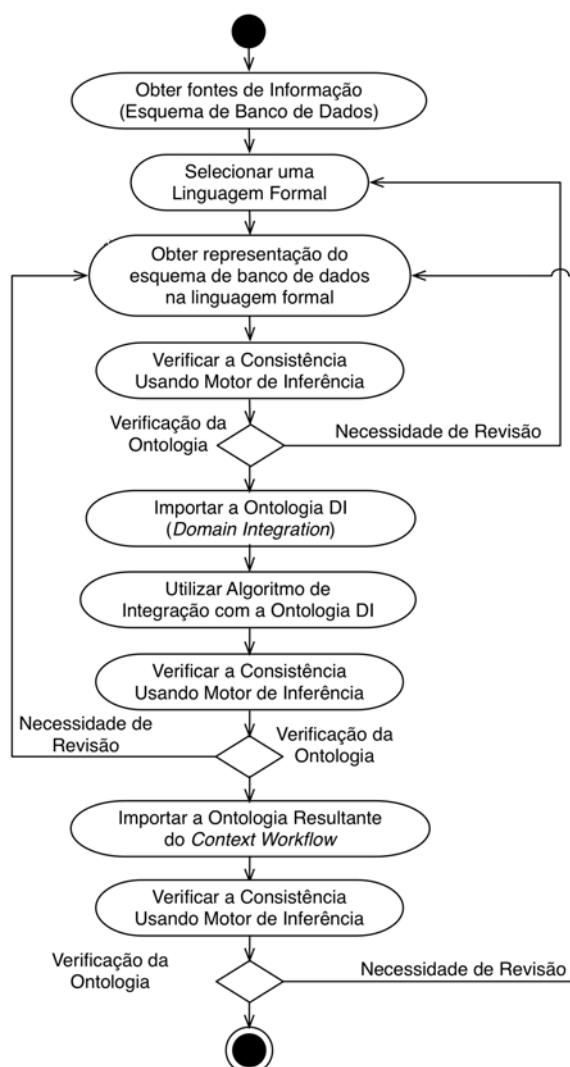 Obter fontes de Informação
(Esquema de Banco de Dados)
Selecionar uma
Linguagem Formal
Obter representação do
esquema de banco de dados
na linguagem formal
Verificar a Consistência
Usando Motor de Inferência
Verificação da
Ontologia
Necessidade de Revisão
Importar a Ontologia DI
(Domain Integration)
Utilizar Algoritmo de
Integração com a Ontologia DI
Verificar a Consistência
Usando Motor de Inferência
Necessidade de
Revisão
Verificação da
Ontologia
Importar a Ontologia Resultante
do Context Workflow
Verificar a Consistência
Usando Motor de Inferência
Verificação da
Ontologia
Necessidade de Revisão